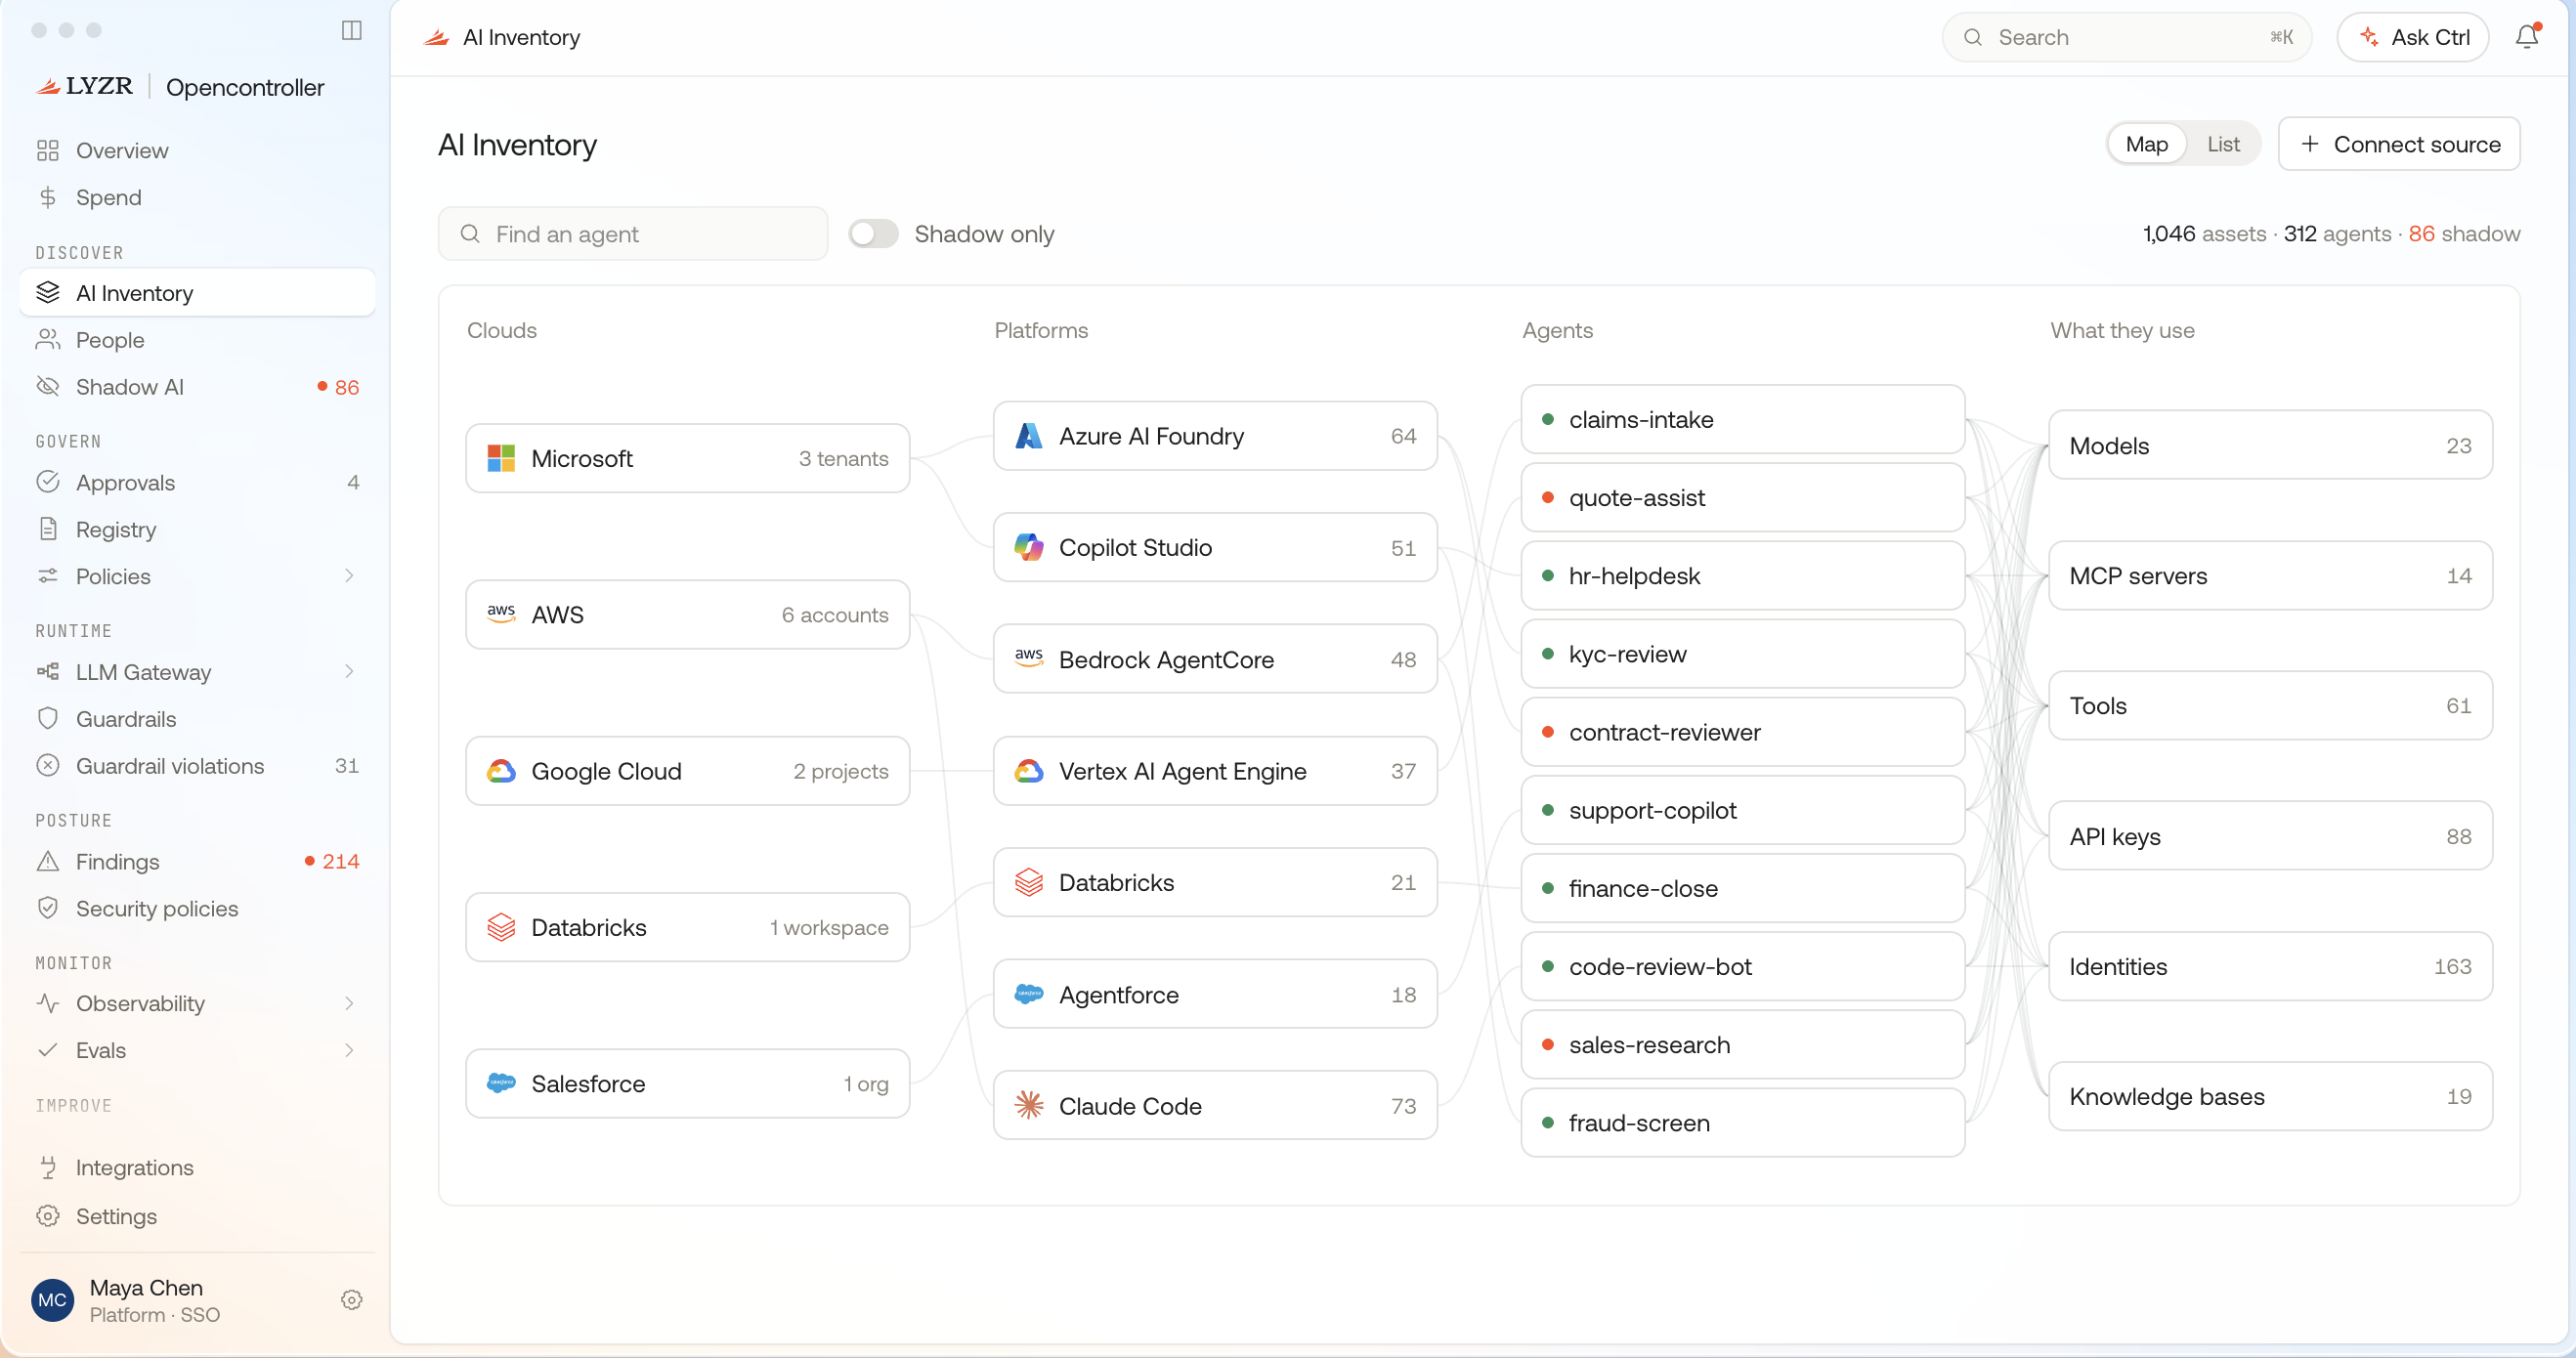 LYZR | Opencontroller
Overview
Spend
DISCOVER
AI Inventory
People
Shadow AI 86
GOVERN
Approvals 4
Registry
Policies
RUNTIME
LLM Gateway
Guardrails
Guardrail violations 31
POSTURE
Findings 214
Security policies
MONITOR
Observability
Evals
IMPROVE
Integrations
Settings
MC
Maya Chen
Platform · SSO
AI Inventory
Search ⌘K
Ask Ctrl
AI Inventory
Map List
+ Connect source
Find an agent
Shadow only
1,046 assets · 312 agents · 86 shadow
Clouds
Microsoft 3 tenants
aws AWS 6 accounts
Google Cloud 2 projects
Databricks 1 workspace
salesforce Salesforce 1 org
Platforms
Azure AI Foundry 64
Copilot Studio 51
aws Bedrock AgentCore 48
Vertex AI Agent Engine 37
Databricks 21
salesforce Agentforce 18
Claude Code 73
Agents
claims-intake
quote-assist
hr-helpdesk
kyc-review
contract-reviewer
support-copilot
finance-close
code-review-bot
sales-research
fraud-screen
What they use
Models 23
MCP servers 14
Tools 61
API keys 88
Identities 163
Knowledge bases 19